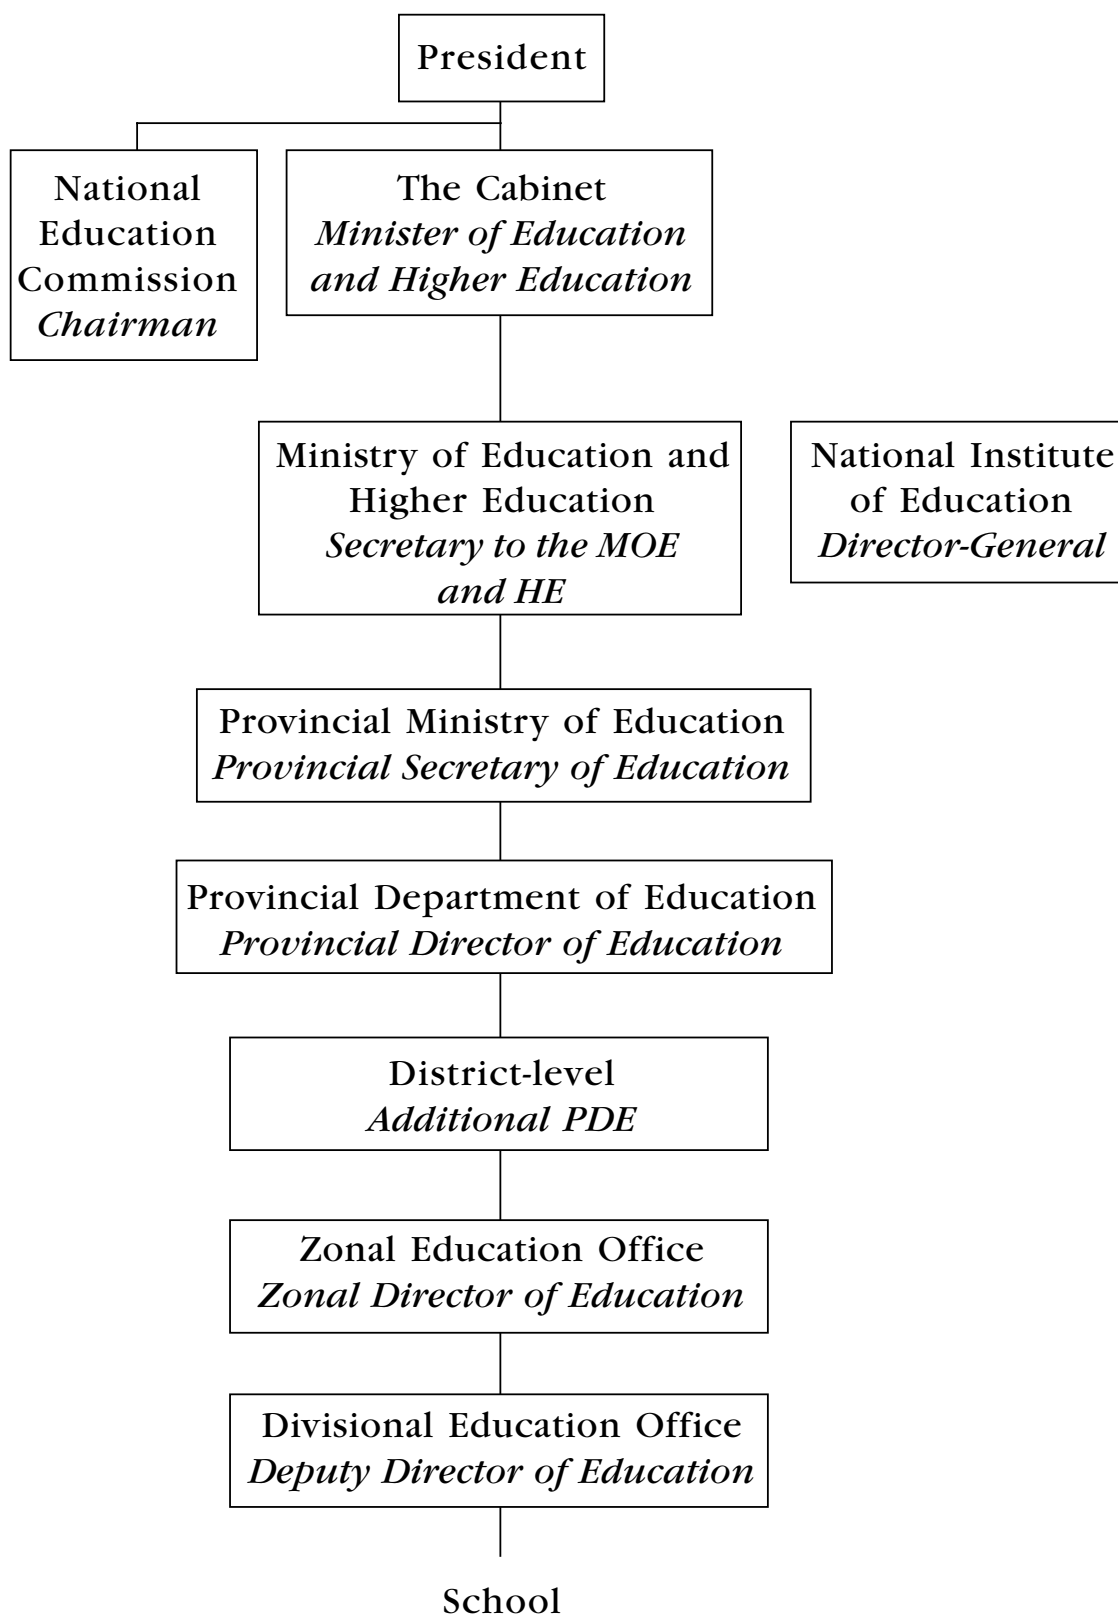 President
National
Education
Commission
Chairman
The Cabinet
Minister of Education
and Higher Education
Ministry of Education and
Higher Education
Secretary to the MOE
and HE
National Institute
of Education
Director-General
Provincial Ministry of Education
Provincial Secretary of Education
Provincial Department of Education
Provincial Director of Education
District-level
Additional PDE
Zonal Education Office
Zonal Director of Education
Divisional Education Office
Deputy Director of Education
School